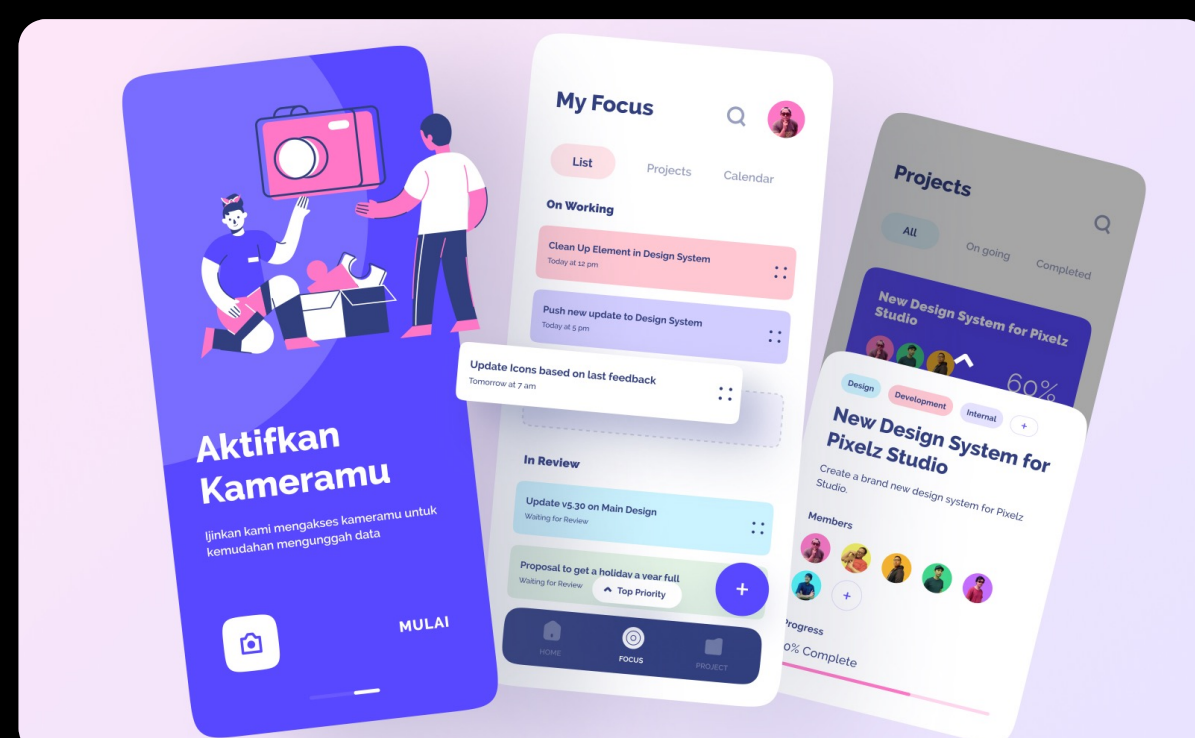 Aktifkan
Kameramu
Ijinkan kami mengakses kameramu untuk
kemudahan mengunggah data
MULAI
My Focus
List
Projects
Calendar
On Working
Clean Up Element in Design System
Today at 12 pm
Push new update to Design System
Today at 5 pm
Update Icons based on last feedback
Tomorrow at 7 am
In Review
Update v5.30 on Main Design
Waiting for Review
Proposal to get a holiday a year full
Waiting for Review
Top Priority
+
HOME
FOCUS
PROJECT
Projects
All
On going
Completed
New Design System for Pixelz
Studio
60%
Design
Development
Internal
+
New Design System for
Pixelz Studio
Create a brand new design system for Pixelz
Studio.
Members
+
Progress
0% Complete